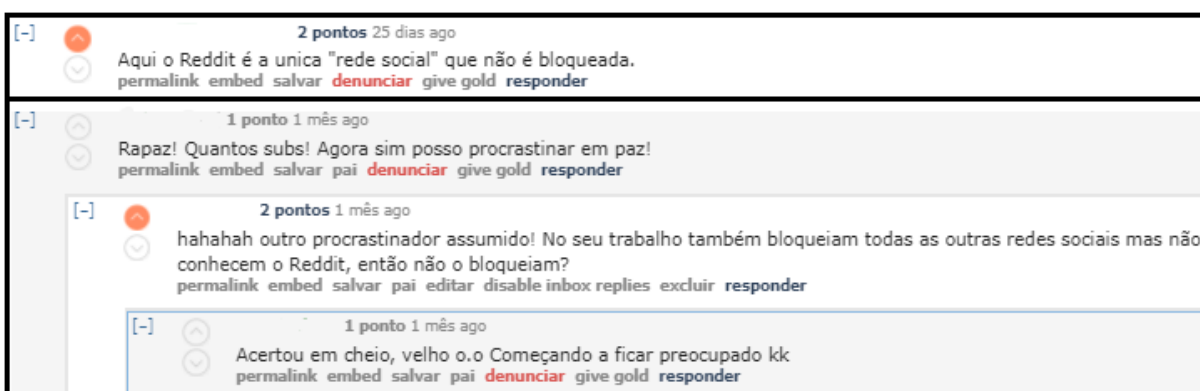 [-] 2 pontos 25 dias ago
Aqui o Reddit é a unica "rede social" que não é bloqueada.
permalink embed salvar denunciar give gold responder
[-] 1 ponto 1 mês ago
Rapaz! Quantos subs! Agora sim posso procrastinar em paz!
permalink embed salvar pai denunciar give gold responder
[-] 2 pontos 1 mês ago
hahahah outro procrastinador assumido! No seu trabalho também bloqueiam todas as outras redes sociais mas não
conhecem o Reddit, então não o bloqueiam?
permalink embed salvar pai editar disable inbox replies excluir responder
[-] 1 ponto 1 mês ago
Acertou em cheio, velho o.o Começando a ficar preocupado kk
permalink embed salvar pai denunciar give gold responder